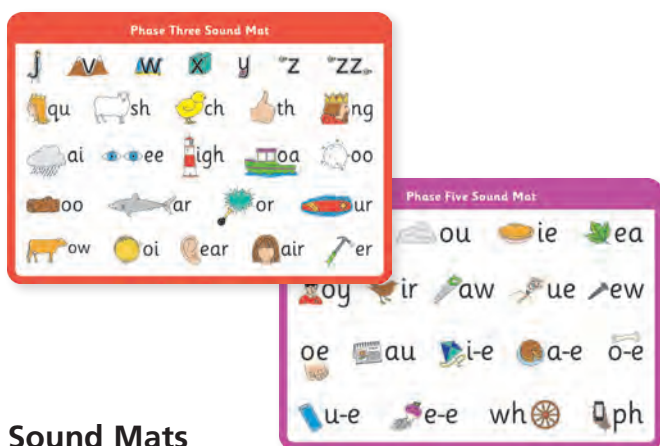 Phase Three Sound Mat
j v w x y z zz
qu sh ch th ng
ai ee igh oa oo
oo ar or ur
ow oi ear air er
Phase Five Sound Mat
ou ie ea
oy ir aw ue ew
oe au i-e a-e o-e
u-e e-e wh ph
Sound Mats